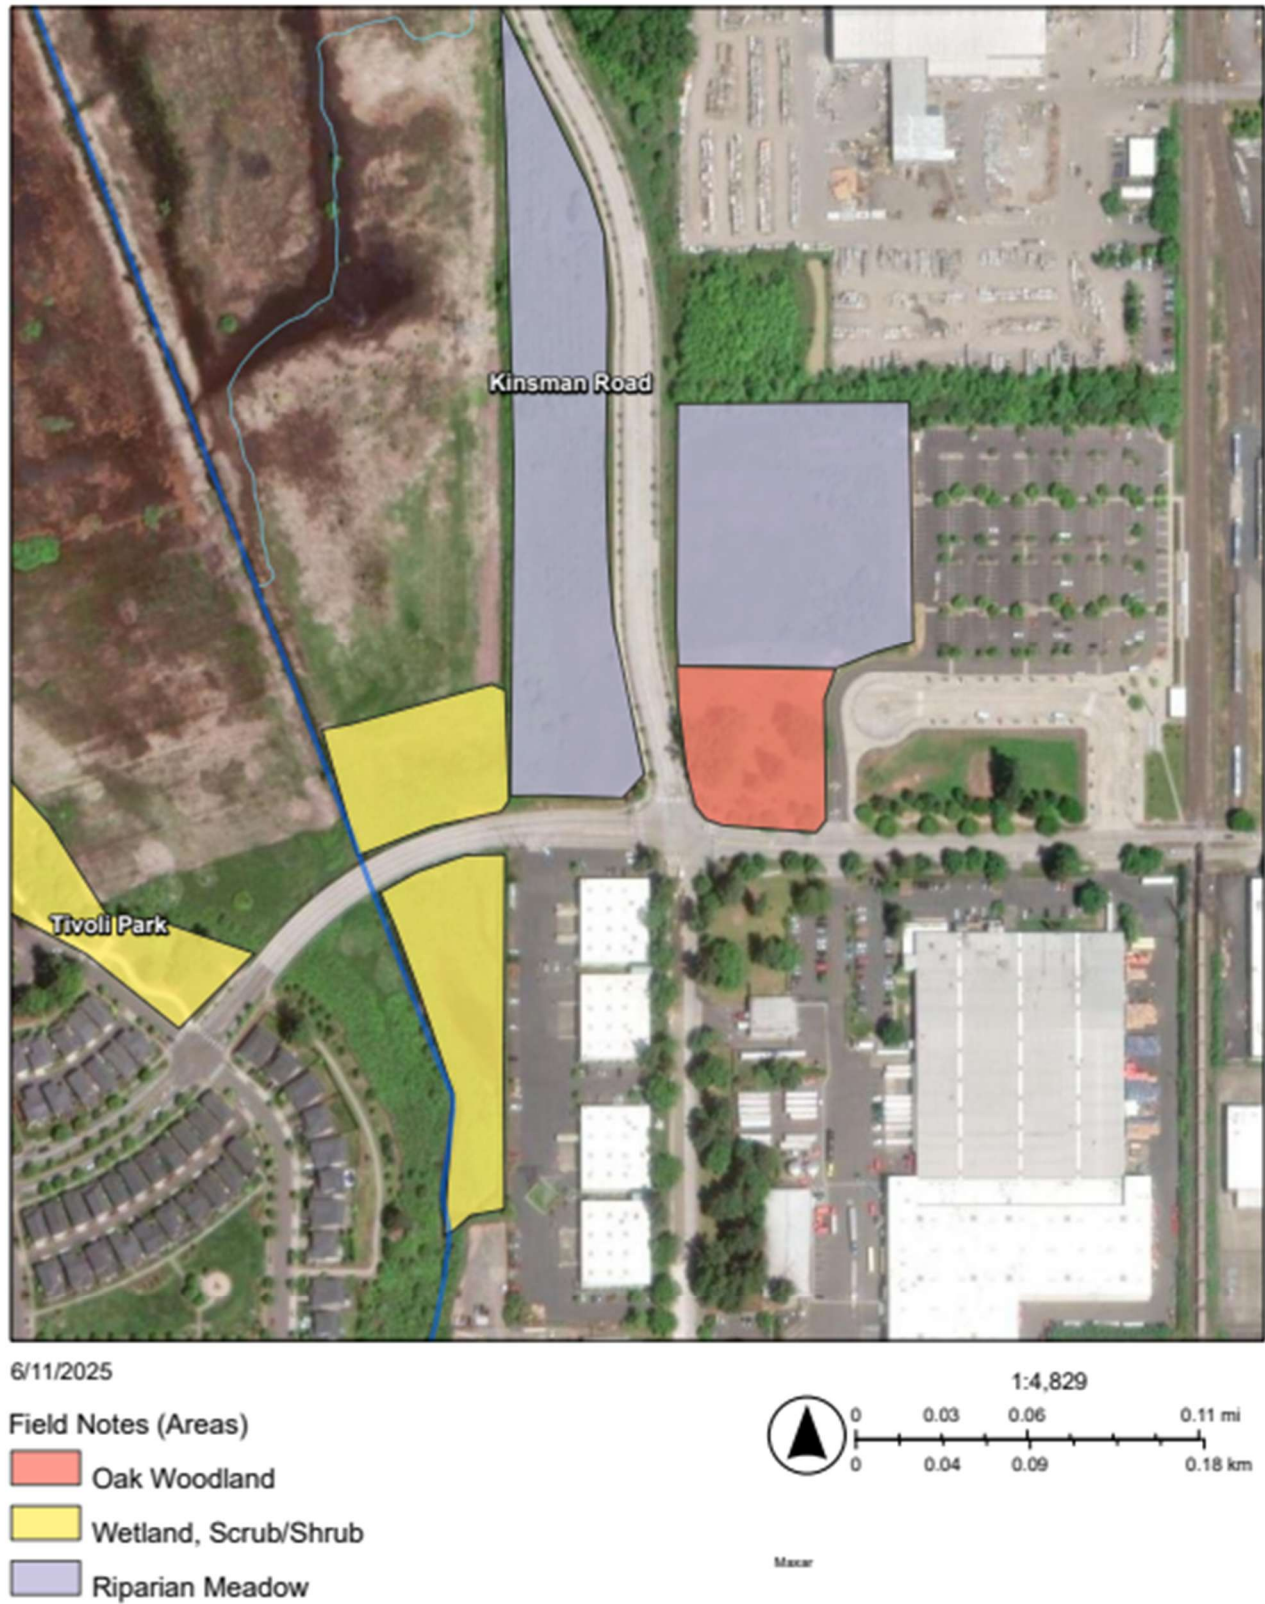 Kinsman Road
Tivoli Park
6/11/2025
Field Notes (Areas)
Oak Woodland
Wetland, Scrub/Shrub
Riparian Meadow
1:4,829
0 0.03 0.06 0.11 mi
0 0.04 0.09 0.18 km
Maxar